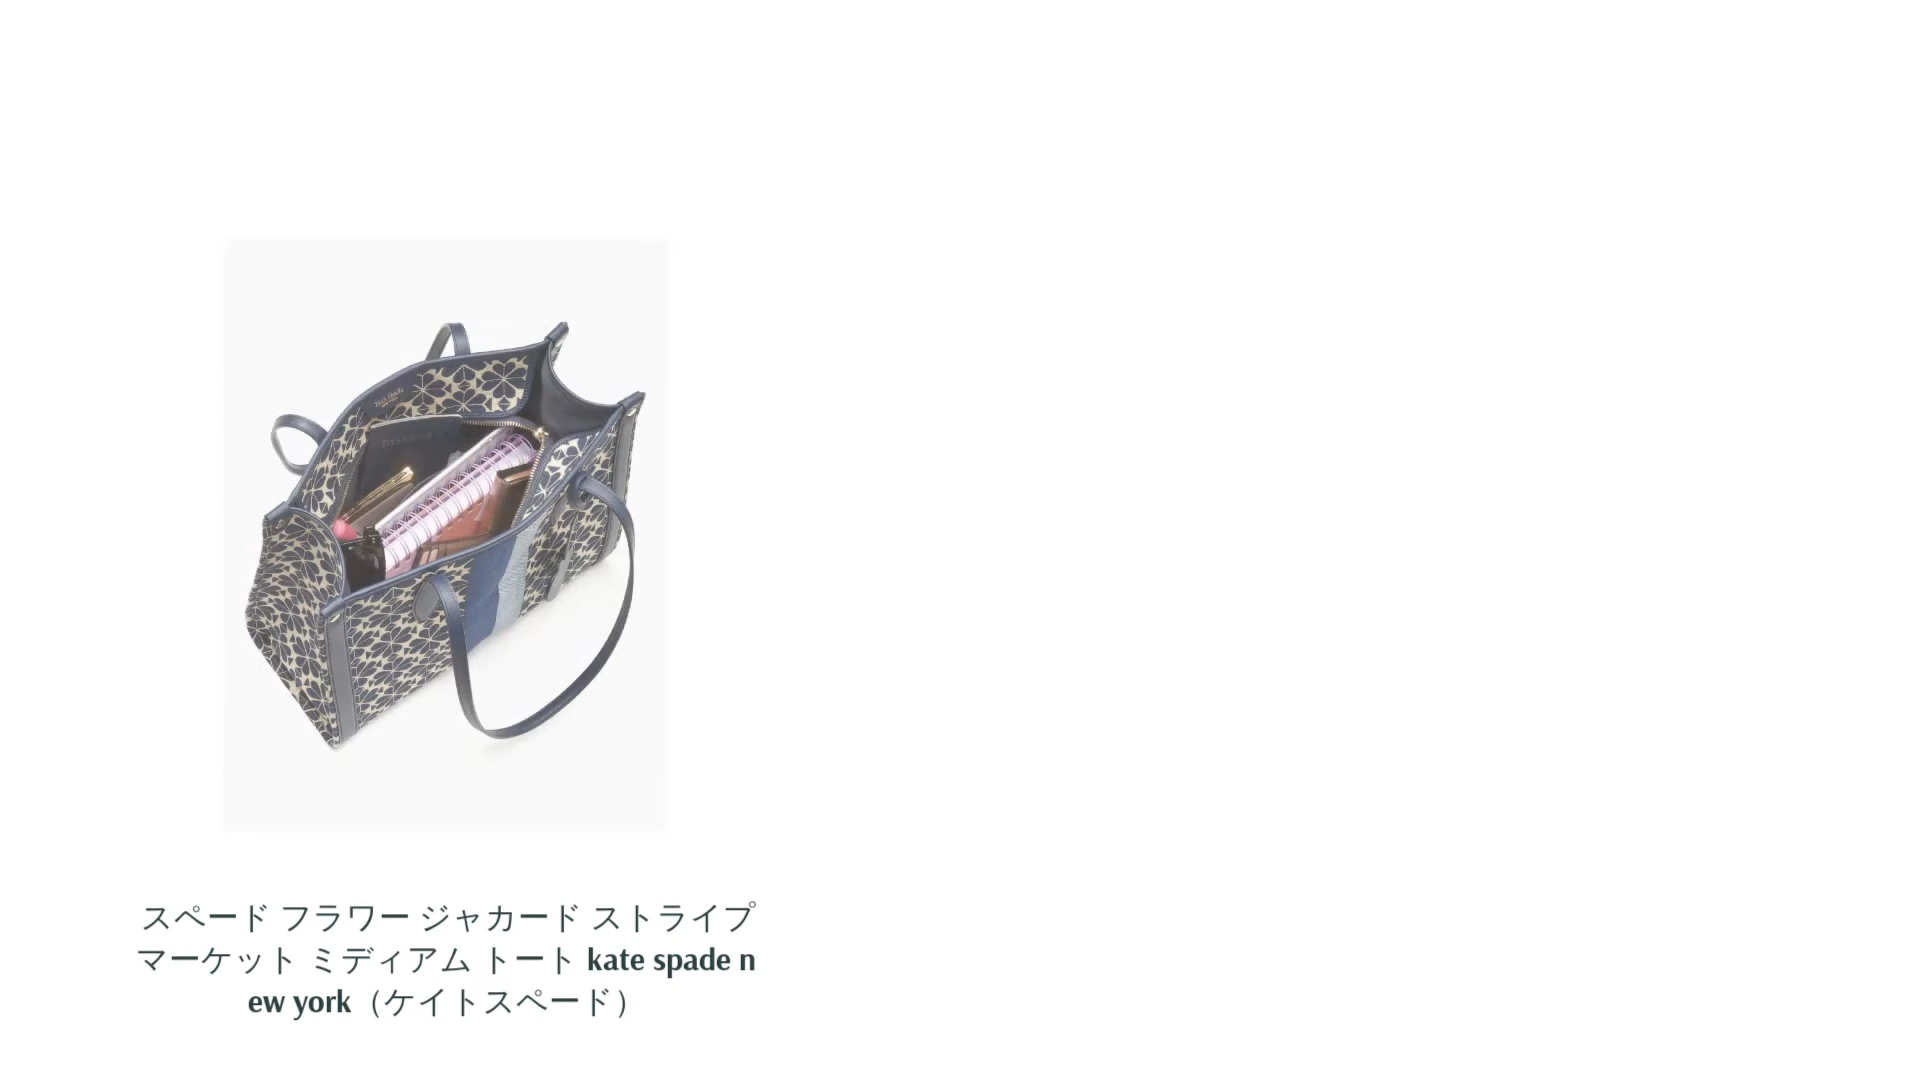 スペード フラワー ジャカード ストライプ
マーケット ミディアム トート kate spade n
ew york（ケイトスペード）